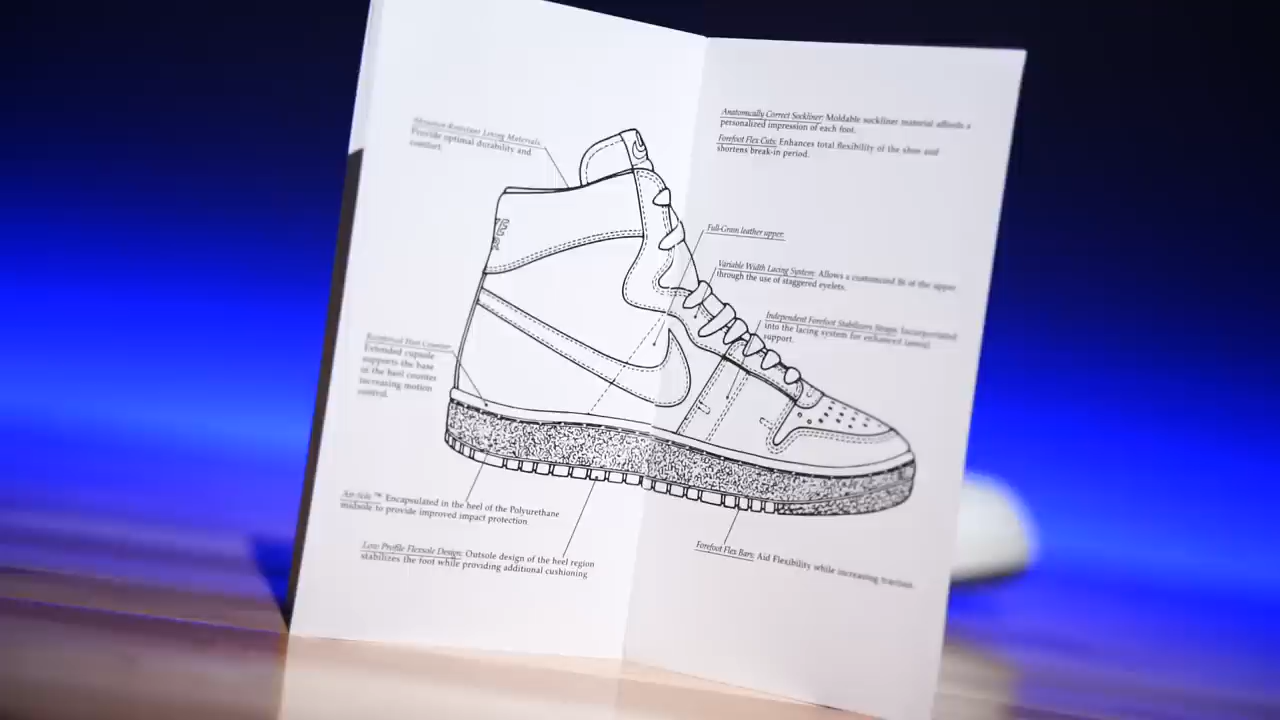 Abrasion Resistant Lacing Materials:
Provide optimal durability and
comfort.
Anatomically Correct Sockliner: Moldable sockliner material affords a
personalized impression of each foot.
Forefoot Flex Cuts: Enhances total flexibility of the shoe and
shortens break-in period.
Full-Grain leather upper.
Variable Width Lacing System: Allows a customized fit of the upper
through the use of staggered eyelets.
Independent Forefoot Stabilizers Straps: Incorporated
into the lacing system for enhanced lateral
support.
Reinforced Heel Counter:
Extended cupsole
supports the base
of the heel counter
increasing motion
control.
Air-Sole™ Encapsulated in the heel of the Polyurethane
midsole to provide improved impact protection.
Low Profile Flexsole Design: Outsole design of the heel region
stabilizes the foot while providing additional cushioning.
Forefoot Flex Bars: Aid Flexibility while increasing traction.